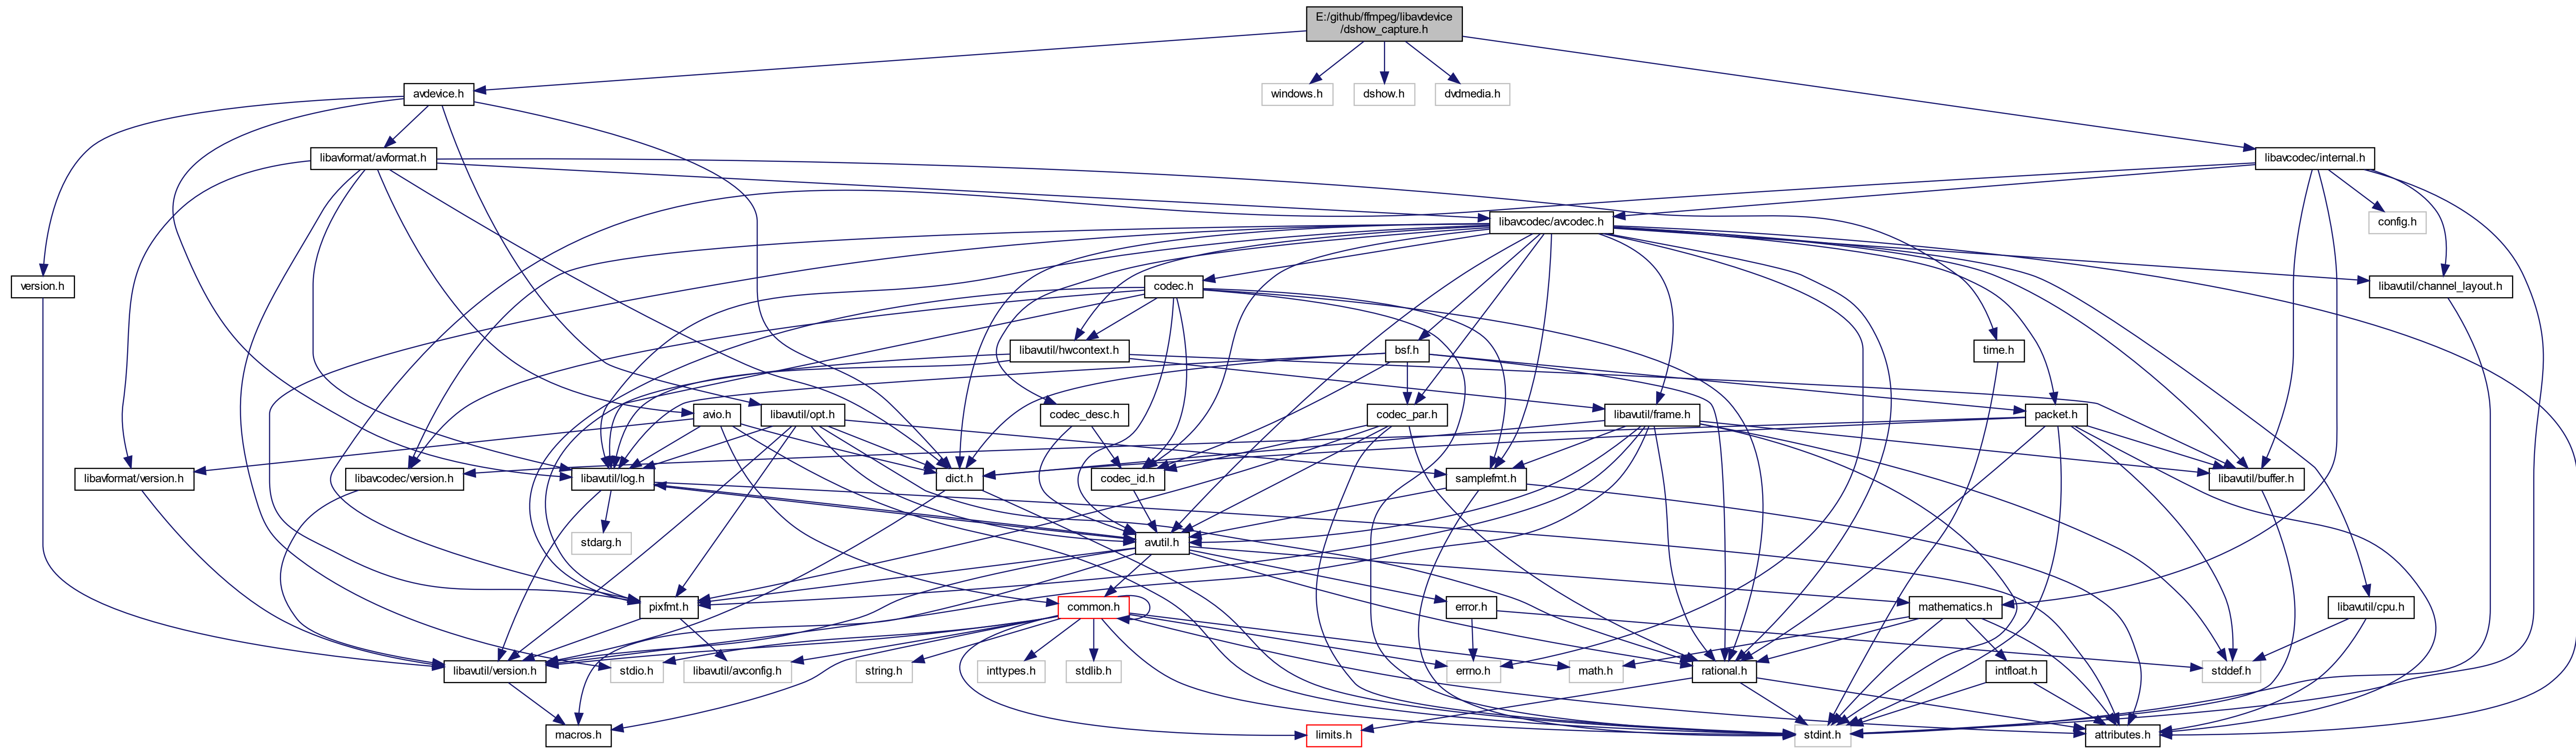 E:/github/ffmpeg/libavdevice
/dshow_capture.h
avdevice.h
windows.h
dshow.h
dvdmedia.h
libavformat/avformat.h
libavcodec/internal.h
libavcodec/avcodec.h
config.h
version.h
codec.h
libavutil/channel_layout.h
libavutil/hwcontext.h
bsf.h
time.h
avio.h
libavutil/opt.h
codec_desc.h
codec_par.h
libavutil/frame.h
packet.h
libavformat/version.h
libavcodec/version.h
libavutil/log.h
dict.h
codec_id.h
samplefmt.h
libavutil/buffer.h
stdarg.h
avutil.h
pixfmt.h
common.h
error.h
mathematics.h
libavutil/cpu.h
libavutil/version.h
stdio.h
libavutil/avconfig.h
string.h
inttypes.h
stdlib.h
errno.h
math.h
rational.h
intfloat.h
stddef.h
macros.h
limits.h
stdint.h
attributes.h